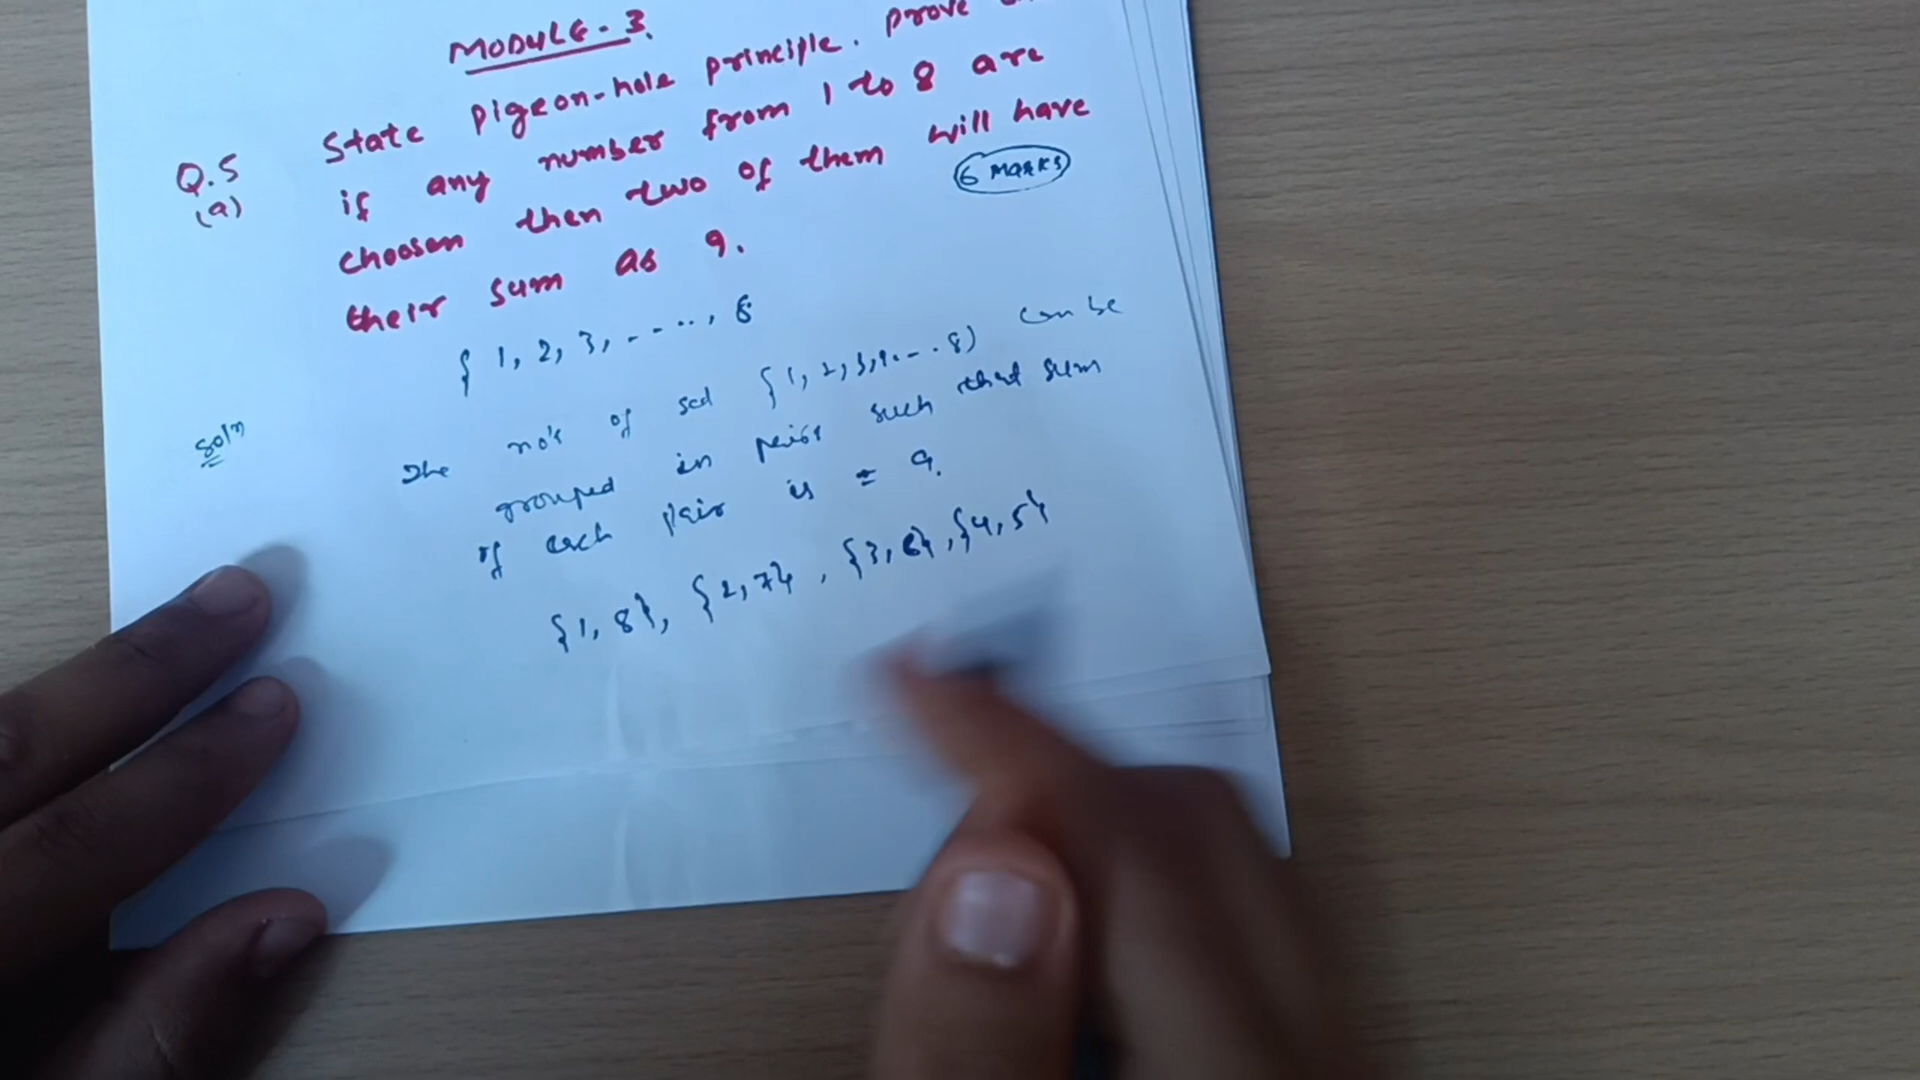 MODULE-3.
Q.5 State pigeon-hole principle. prove
(a) if any number from 1 to 8 are
choosen then two of them will have
their sum as 9. 6 MARKS
{ 1, 2, 3, - - .., 8
Soln The no's of set {1, 2, 3, 4. - . 8) can be
grouped in pairs such that sum
of each pair is = 9.
{1, 8}, {2, 7}, {3, 6}, {4, 5}